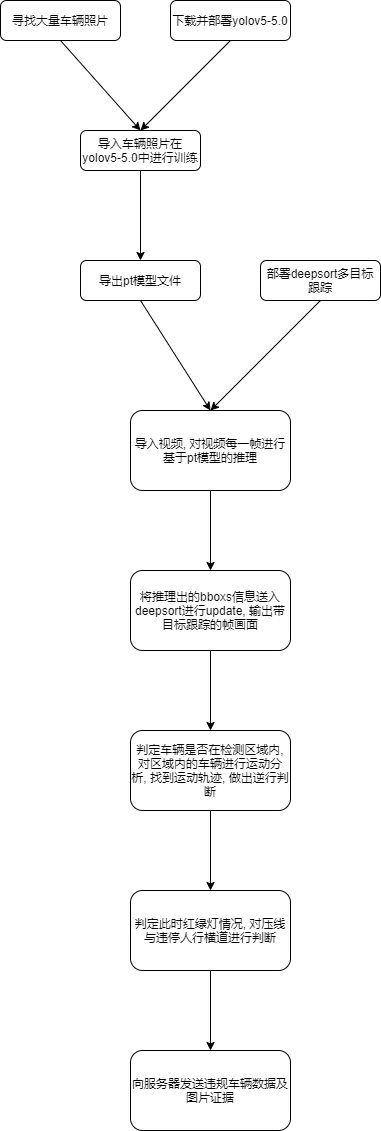 寻找大量车辆照片
下载并部署yolov5-5.0
导入车辆照片在
yolov5-5.0中进行训练
导出pt模型文件
部署deepsort多目标
跟踪
导入视频, 对视频每一帧进行
基于pt模型的推理
将推理出的bboxs信息送入
deepsort进行update, 输出带
目标跟踪的帧画面
判定车辆是否在检测区域内,
对区域内的车辆进行运动分
析, 找到运动轨迹, 做出逆行判
断
判定此时红绿灯情况, 对压线
与违停人行横道进行判断
向服务器发送违规车辆数据及
图片证据